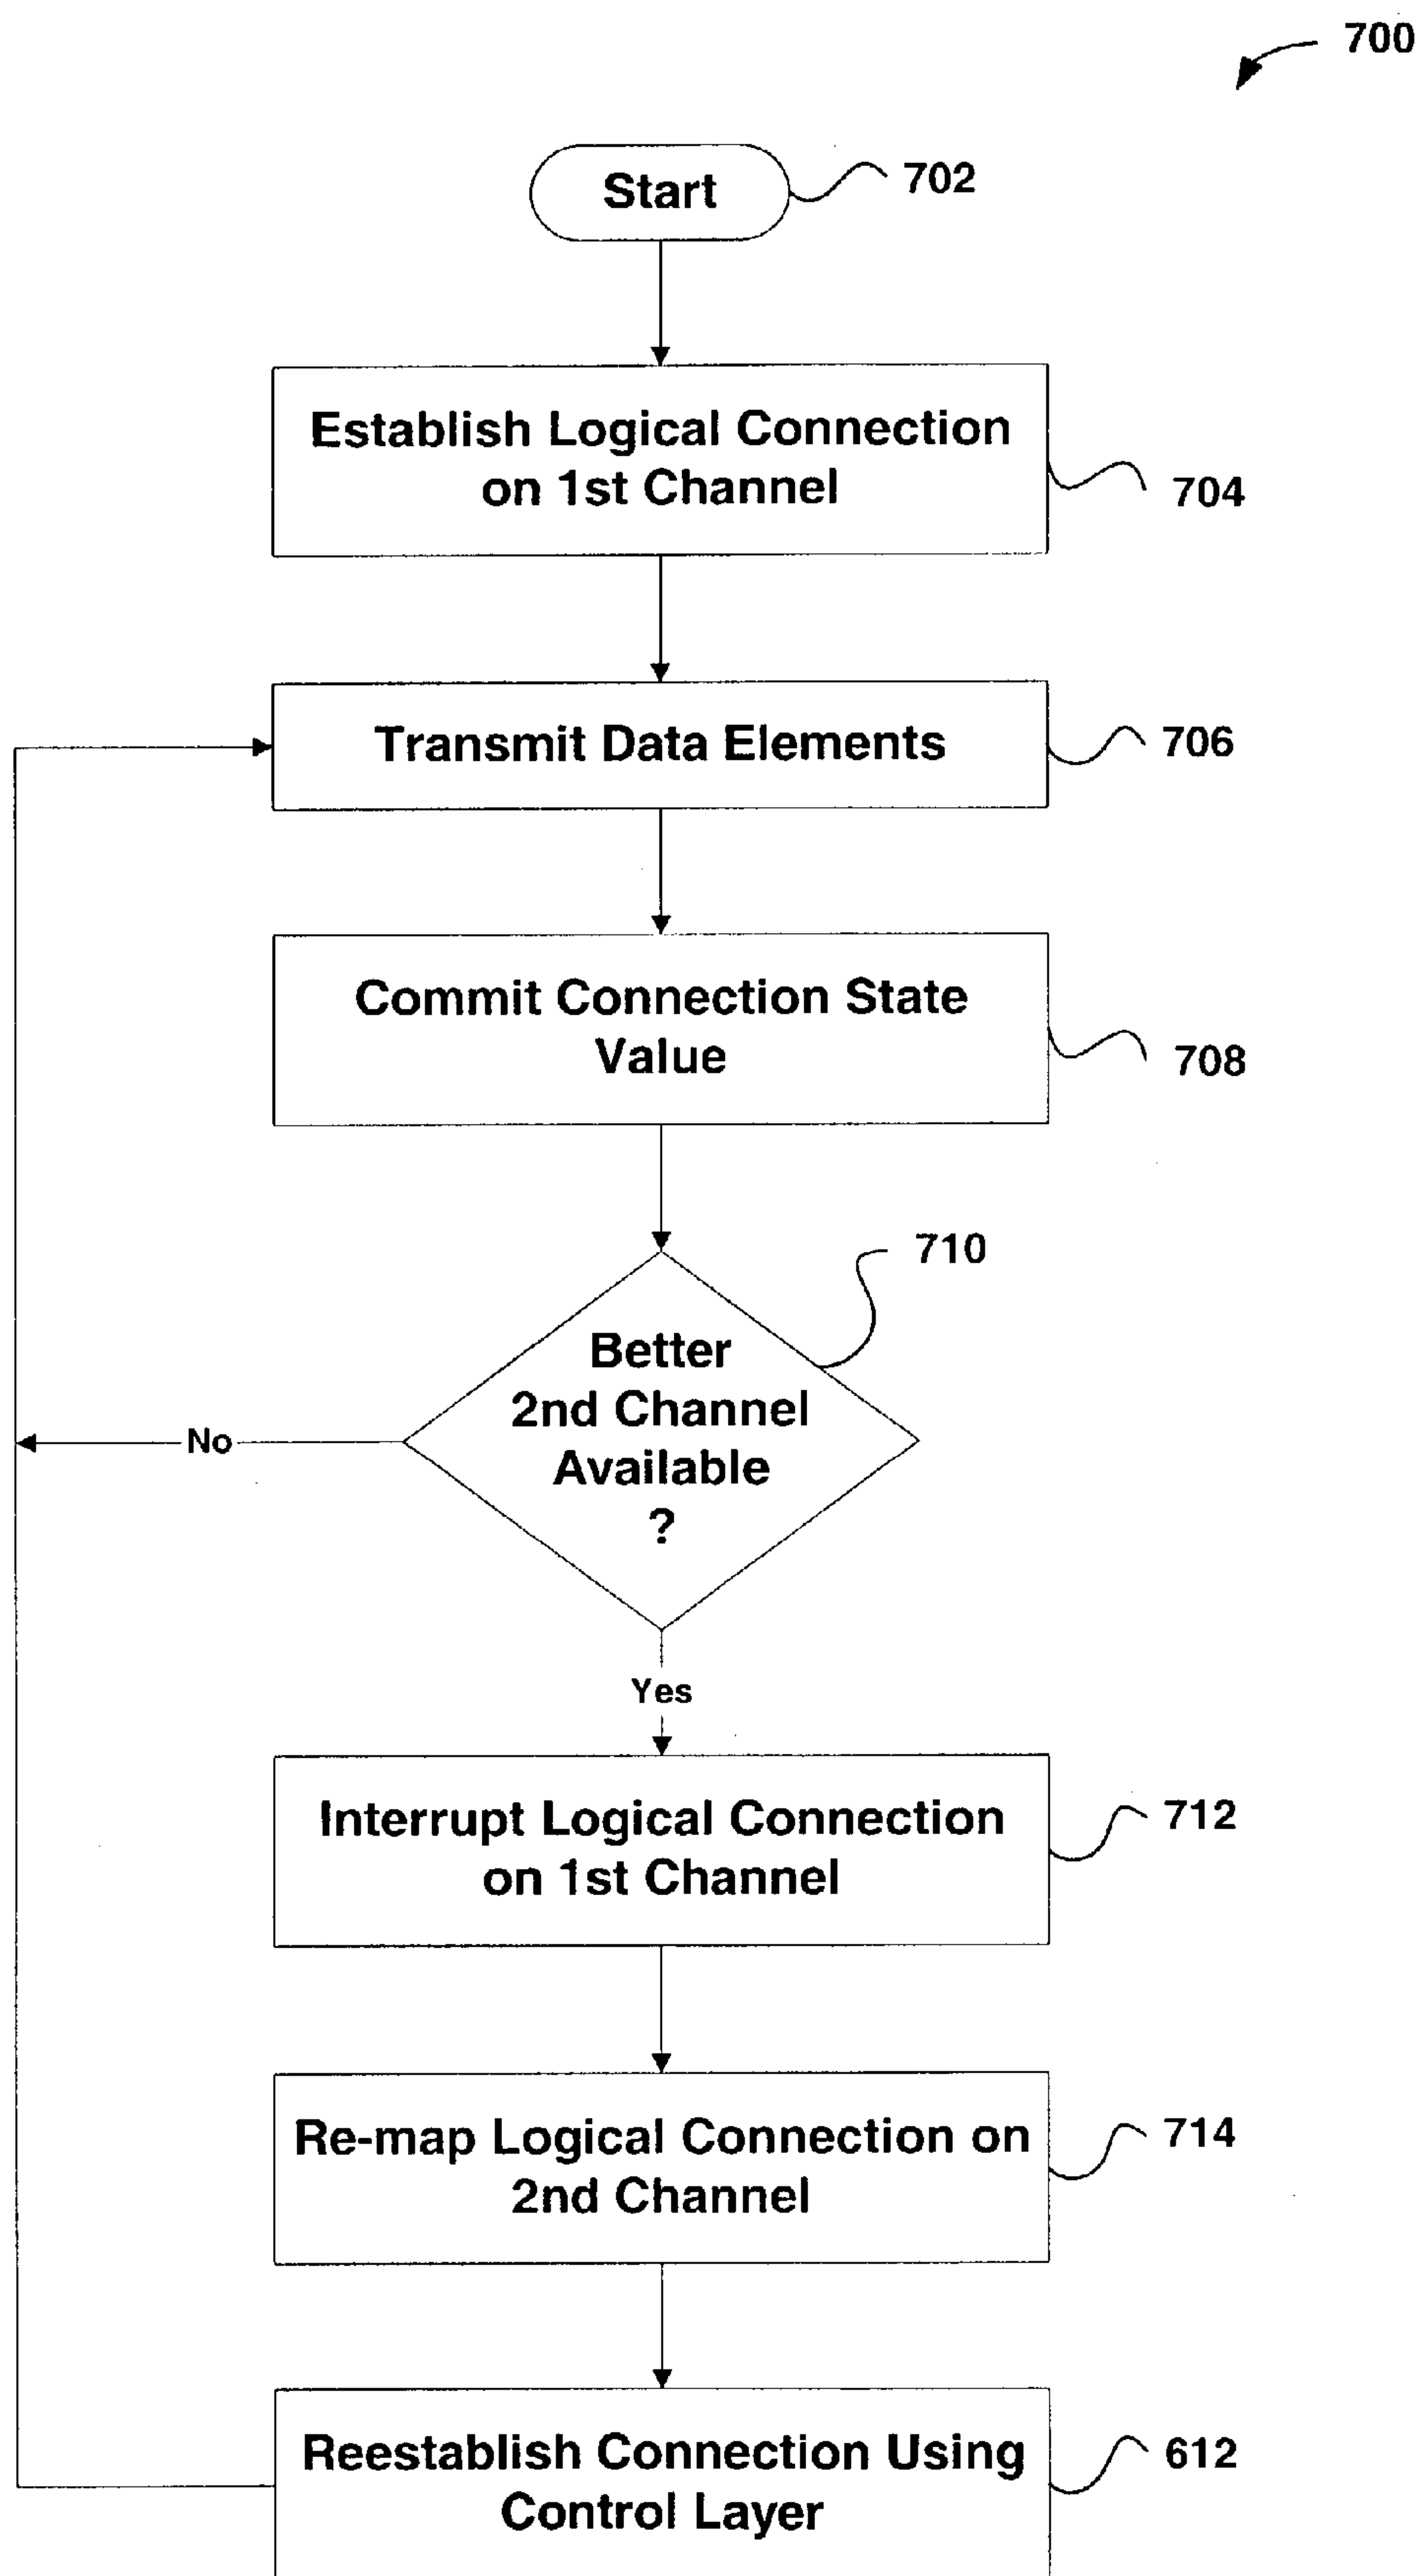 700
Start
702
Establish Logical Connection
on 1st Channel
704
Transmit Data Elements
706
Commit Connection State
Value
708
710
Better
2nd Channel
Available
?
No
Yes
Interrupt Logical Connection
on 1st Channel
712
Re-map Logical Connection on
2nd Channel
714
Reestablish Connection Using
Control Layer
612